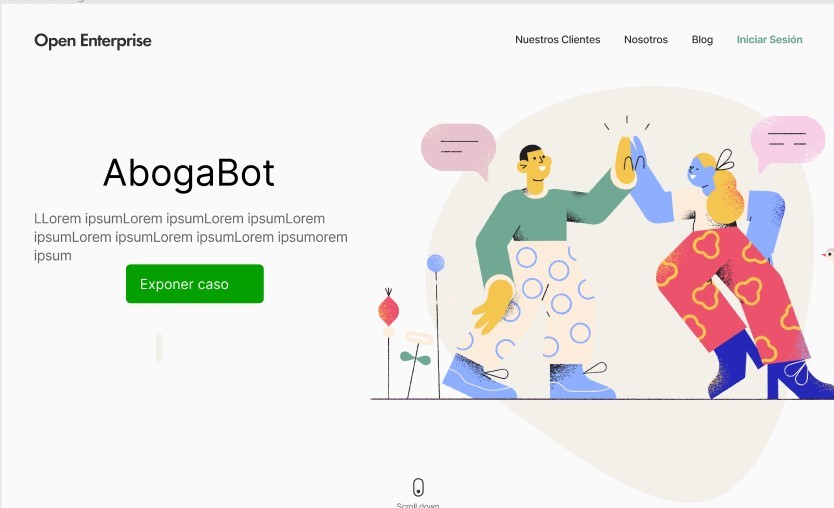 Open Enterprise
Nuestros Clientes
Nosotros
Blog
Iniciar Sesión
AbogaBot
LLorem ipsumLorem ipsumLorem ipsumLorem
ipsumLorem ipsumLorem ipsumLorem ipsumorem
ipsum
Exponer caso
Scroll down